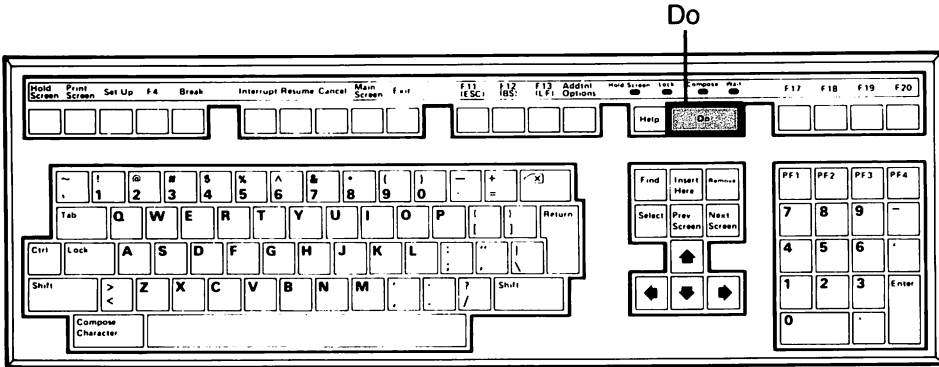 Do
Hold Screen Print Screen Set Up F4 Break Interrupt Resume Cancel Main Screen Exit F11 (ESC) F12 (BS) F13 (LF) Addtnl Options Hold Screen Lock Compose Wait F17 F18 F19 F20
Help Do
~ ! @ # $ % ^ & * ( ) — +
, 1 2 3 4 5 6 7 8 9 0 - =
Find Insert Here Remove
PF1 PF2 PF3 PF4
Tab Q W E R T Y U I O P { } Return
[ ]
Select Prev Screen Next Screen
7 8 9 –
Ctrl Lock A S D F G H J K L : " |
; , \
4 5 6 ,
Shift > Z X C V B N M , . ? Shift
< /
1 2 3 Enter
Compose Character
0 .